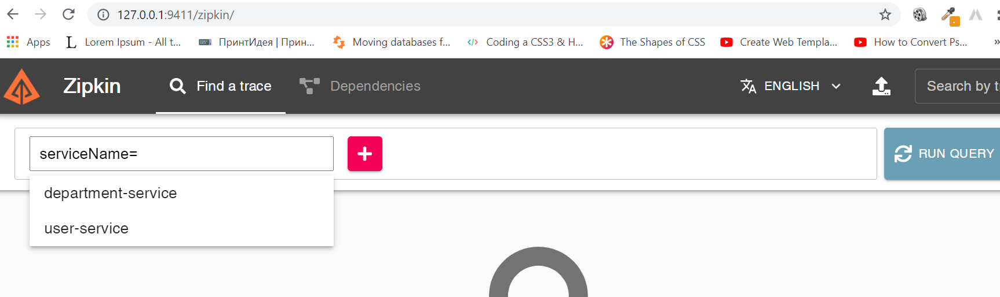 127.0.0.1:9411/zipkin/
Apps
Lorem Ipsum - All t...
ПринтИдея | Прин...
Moving databases f...
Coding a CSS3 & H...
The Shapes of CSS
Create Web Templa...
How to Convert Ps...
»
Zipkin
Find a trace
Dependencies
ENGLISH
Search by t
serviceName=
RUN QUERY
department-service
user-service